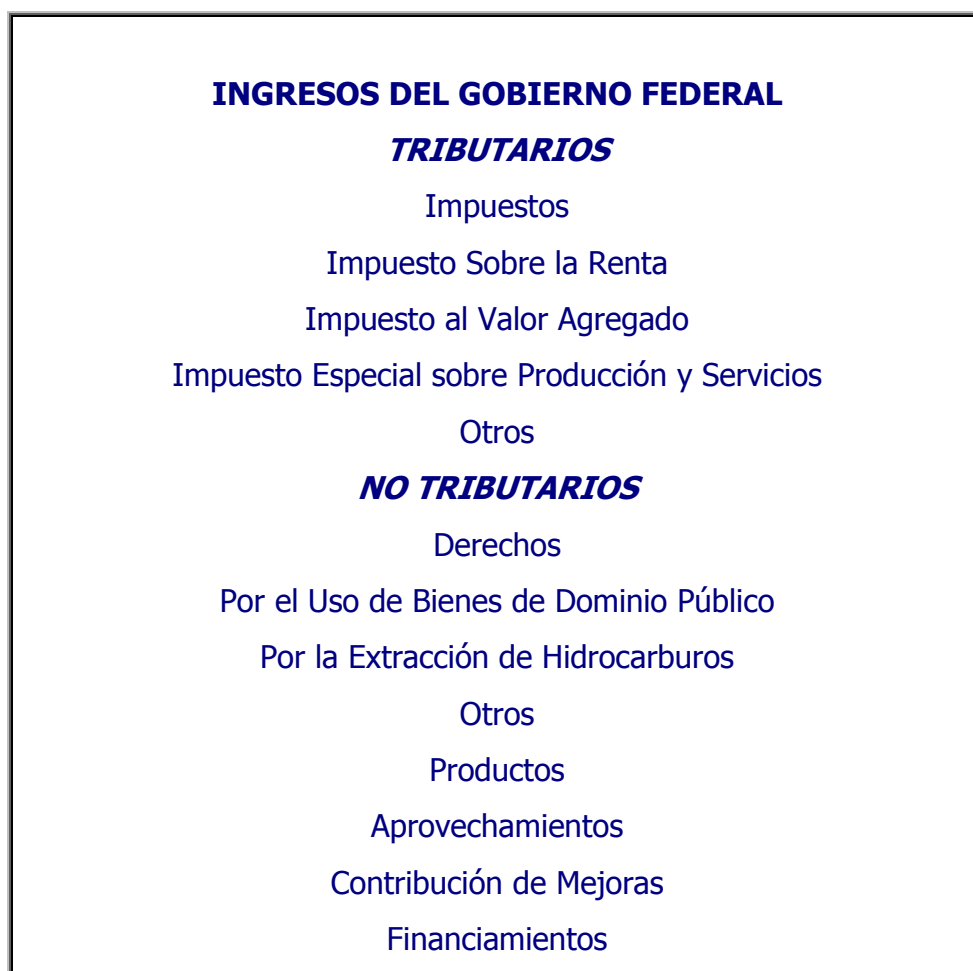 INGRESOS DEL GOBIERNO FEDERAL
TRIBUTARIOS
Impuestos
Impuesto Sobre la Renta
Impuesto al Valor Agregado
Impuesto Especial sobre Producción y Servicios
Otros
NO TRIBUTARIOS
Derechos
Por el Uso de Bienes de Dominio Público
Por la Extracción de Hidrocarburos
Otros
Productos
Aprovechamientos
Contribución de Mejoras
Financiamientos